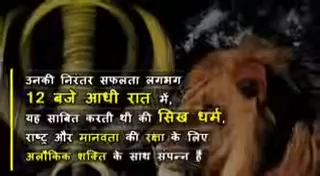 उनकी निरंतर सफलता लगभग
12 बजे आधी रात में,
यह साबित करती थी की सिख धर्म,
राष्ट्र और मानवता की रक्षा के लिए
अलौकिक शक्ति के साथ संपन्न है